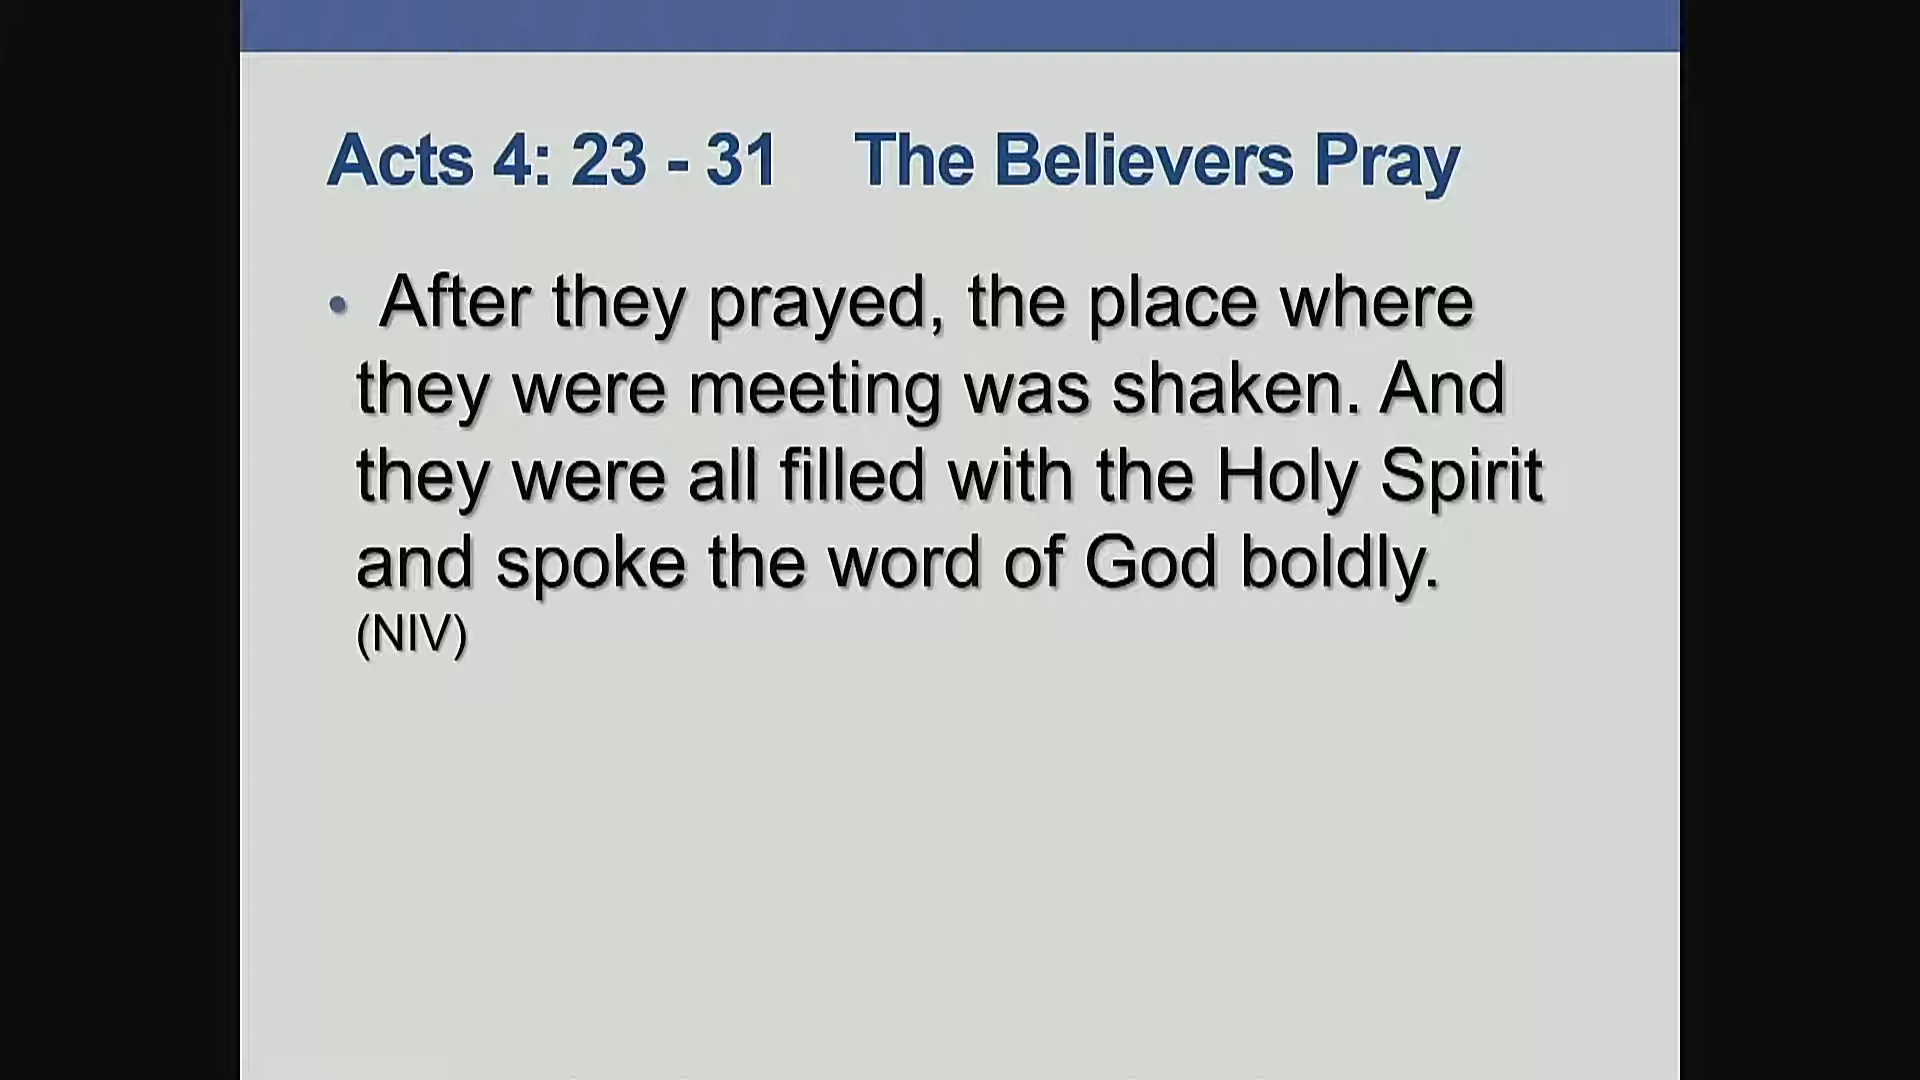 Acts 4: 23 - 31 The Believers Pray
• After they prayed, the place where
they were meeting was shaken. And
they were all filled with the Holy Spirit
and spoke the word of God boldly.
(NIV)